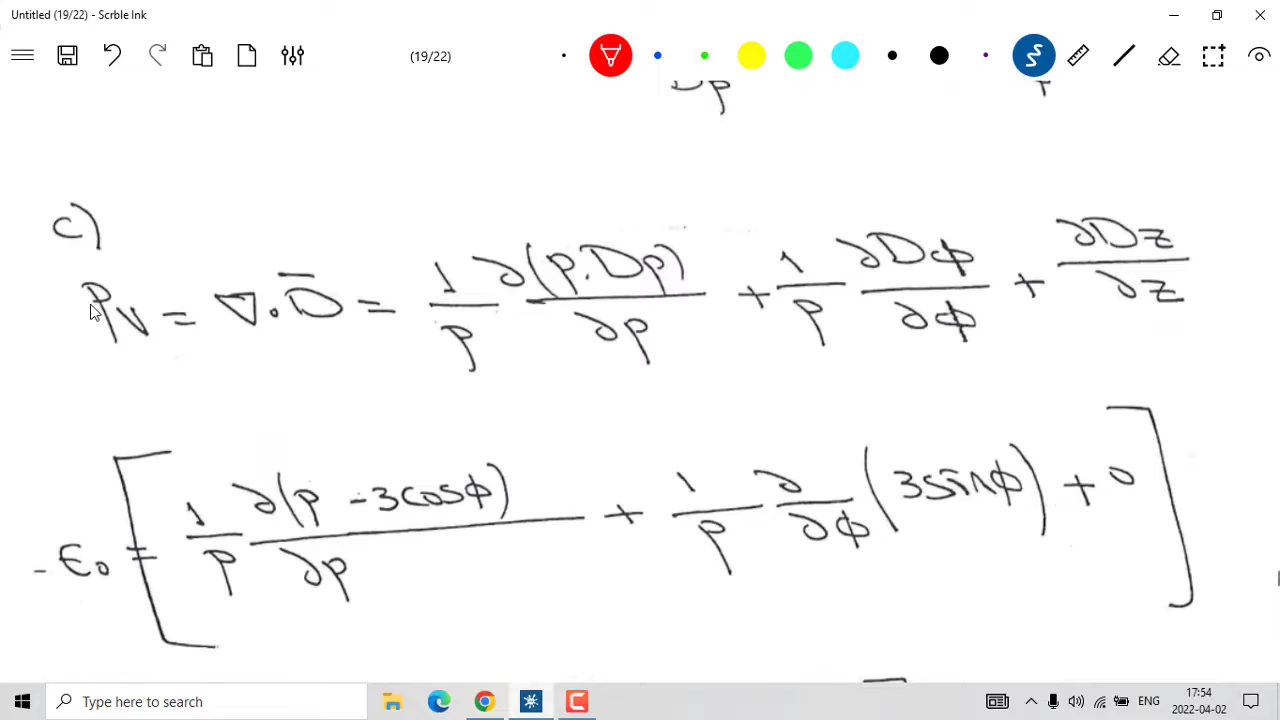 Untitled (19/22) - Scrble Ink
(19/22)
c)
ρv = ∇·D̄ = 1/ρ ∂(ρ.Dρ)/∂ρ + 1/ρ ∂Dφ/∂φ + ∂Dz/∂z
-ε0 = [ 1/ρ ∂(ρ -3cosφ)/∂ρ + 1/ρ ∂/∂φ (3sinφ) + 0 ]
Type here to search
ENG
17:54
2022-04-02